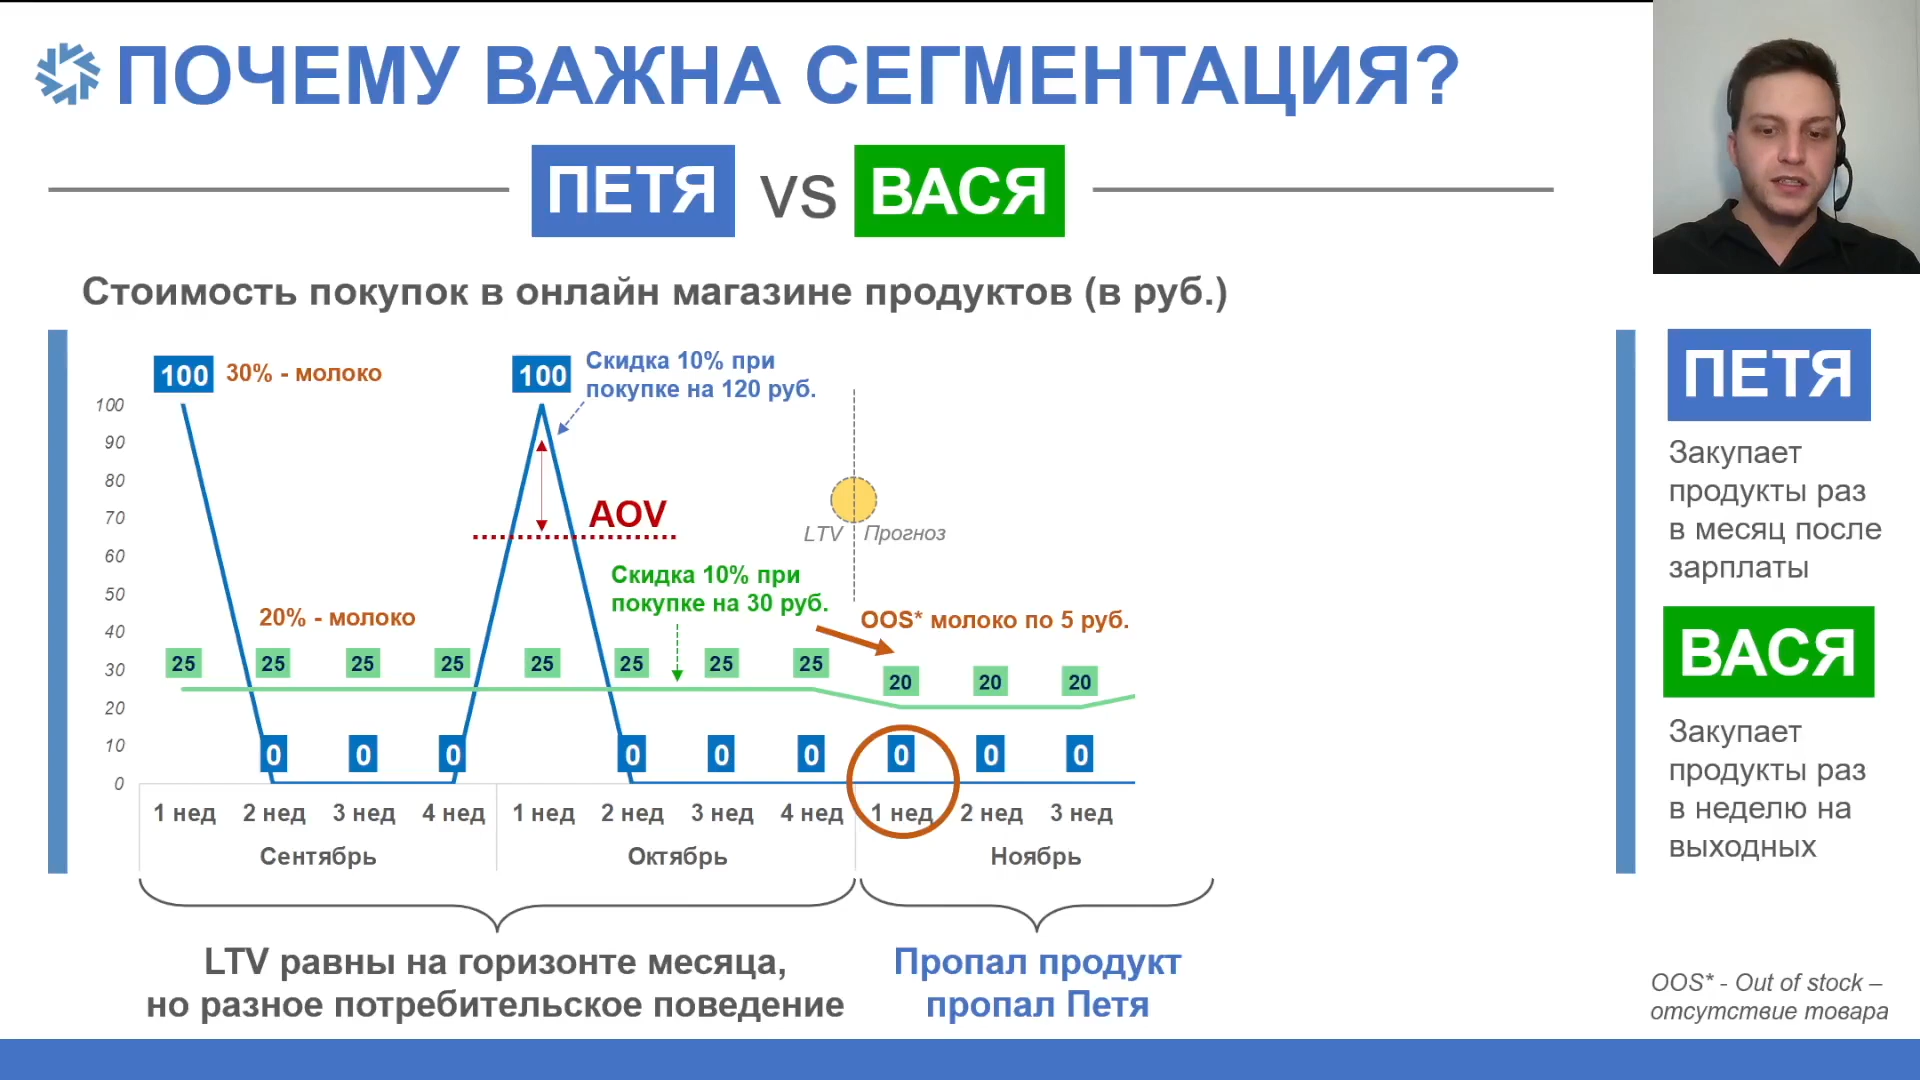 ПОЧЕМУ ВАЖНА СЕГМЕНТАЦИЯ?
ПЕТЯ VS ВАСЯ
Стоимость покупок в онлайн магазине продуктов (в руб.)
100
30% - молоко
100
Скидка 10% при
покупке на 120 руб.
100
90
80
70
60
50
40
30
20
10
0
AOV
LTV
Прогноз
Скидка 10% при
покупке на 30 руб.
20% - молоко
OOS* молоко по 5 руб.
25 25 25 25 25 25 25 25 20 20 20
0 0 0 0 0 0 0 0 0
1 нед 2 нед 3 нед 4 нед 1 нед 2 нед 3 нед 4 нед 1 нед 2 нед 3 нед
Сентябрь Октябрь Ноябрь
LTV равны на горизонте месяца,
но разное потребительское поведение
Пропал продукт
пропал Петя
ПЕТЯ
Закупает
продукты раз
в месяц после
зарплаты
ВАСЯ
Закупает
продукты раз
в неделю на
выходных
OOS* - Out of stock –
отсутствие товара